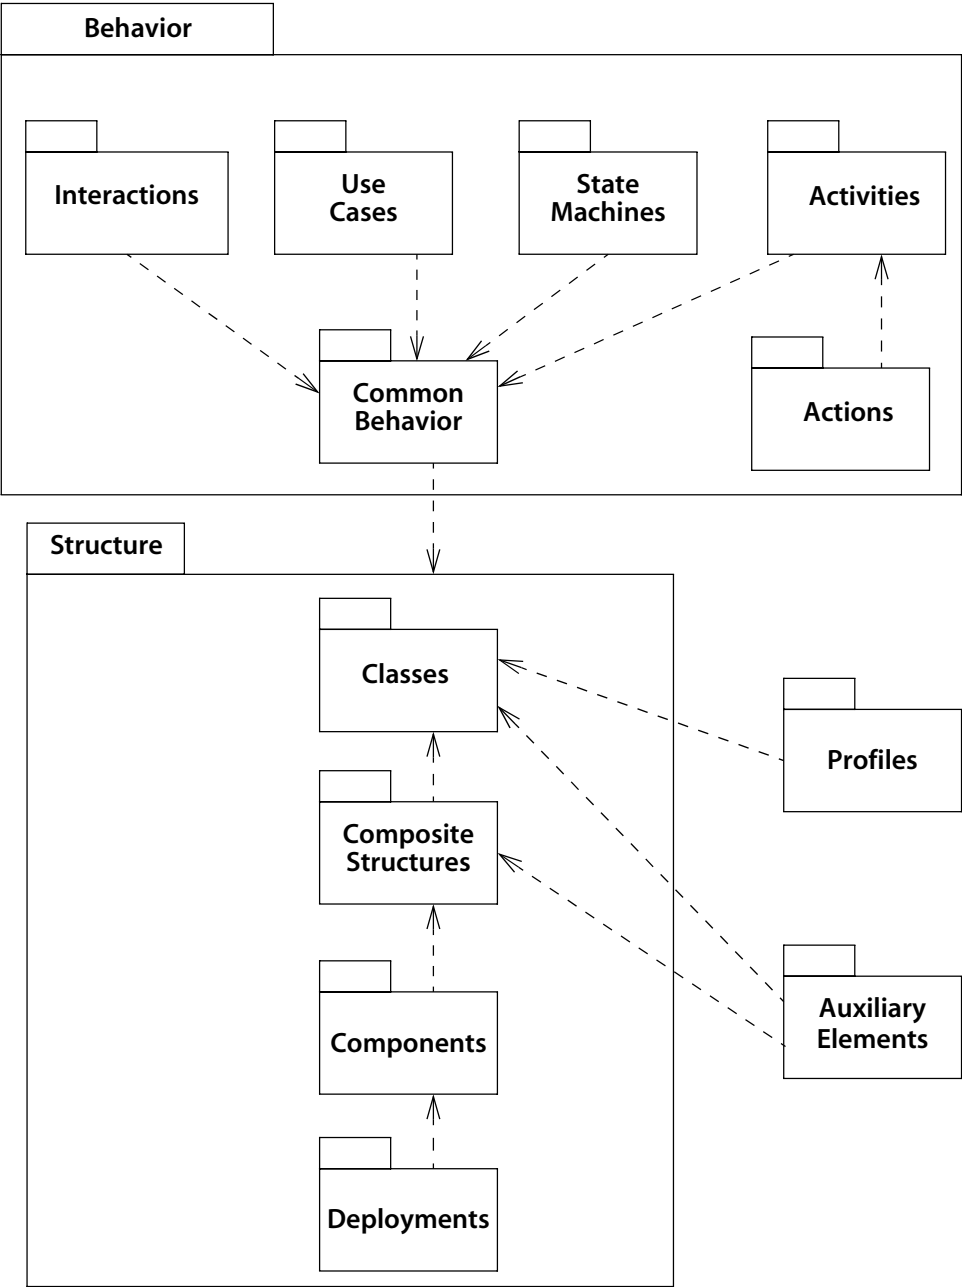 Behavior
Interactions
Use
Cases
State
Machines
Activities
Common
Behavior
Actions
Structure
Classes
Profiles
Composite
Structures
Auxiliary
Elements
Components
Deployments